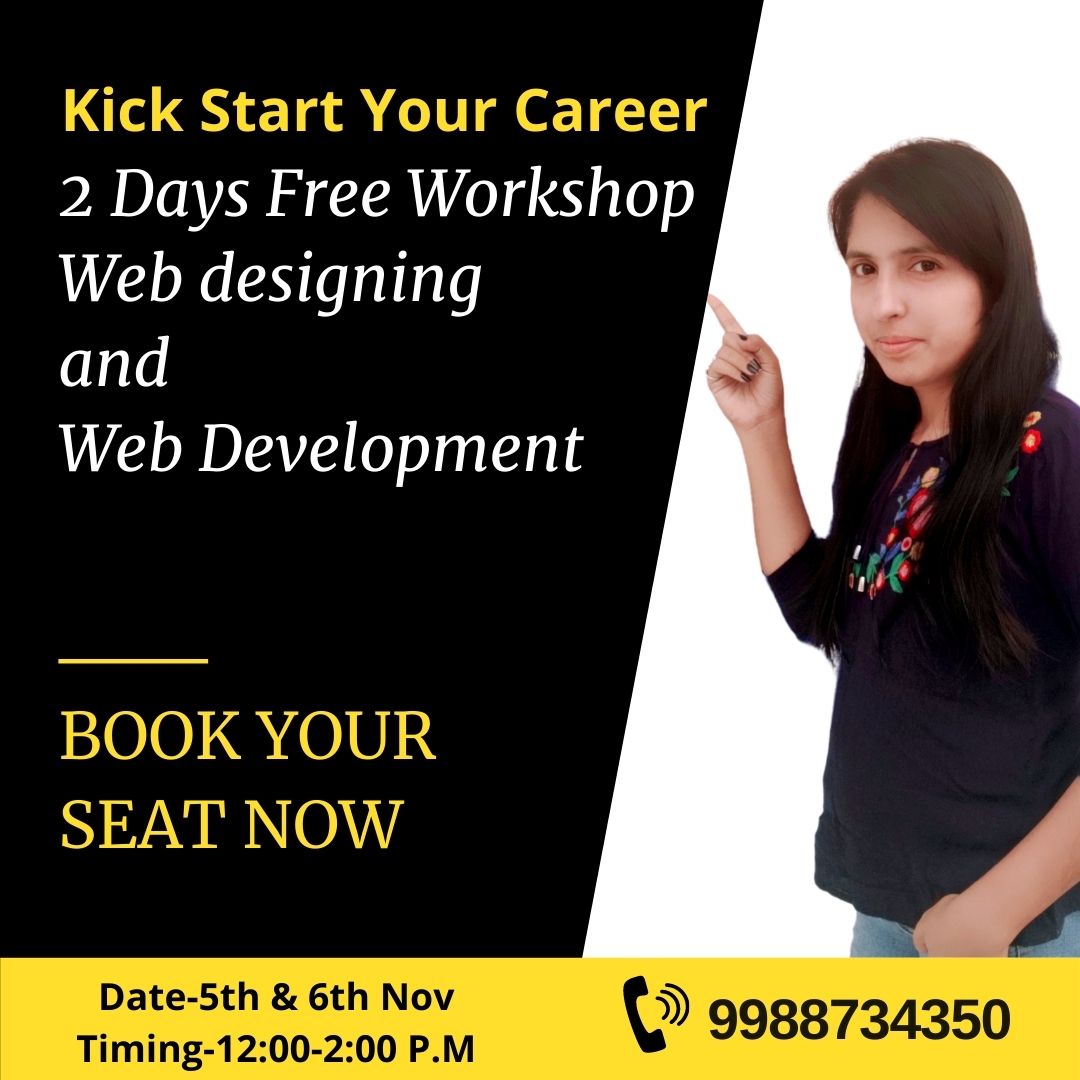 Kick Start Your Career
2 Days Free Workshop
Web designing
and
Web Development
BOOK YOUR
SEAT NOW
Date-5th & 6th Nov
Timing-12:00-2:00 P.M
9988734350